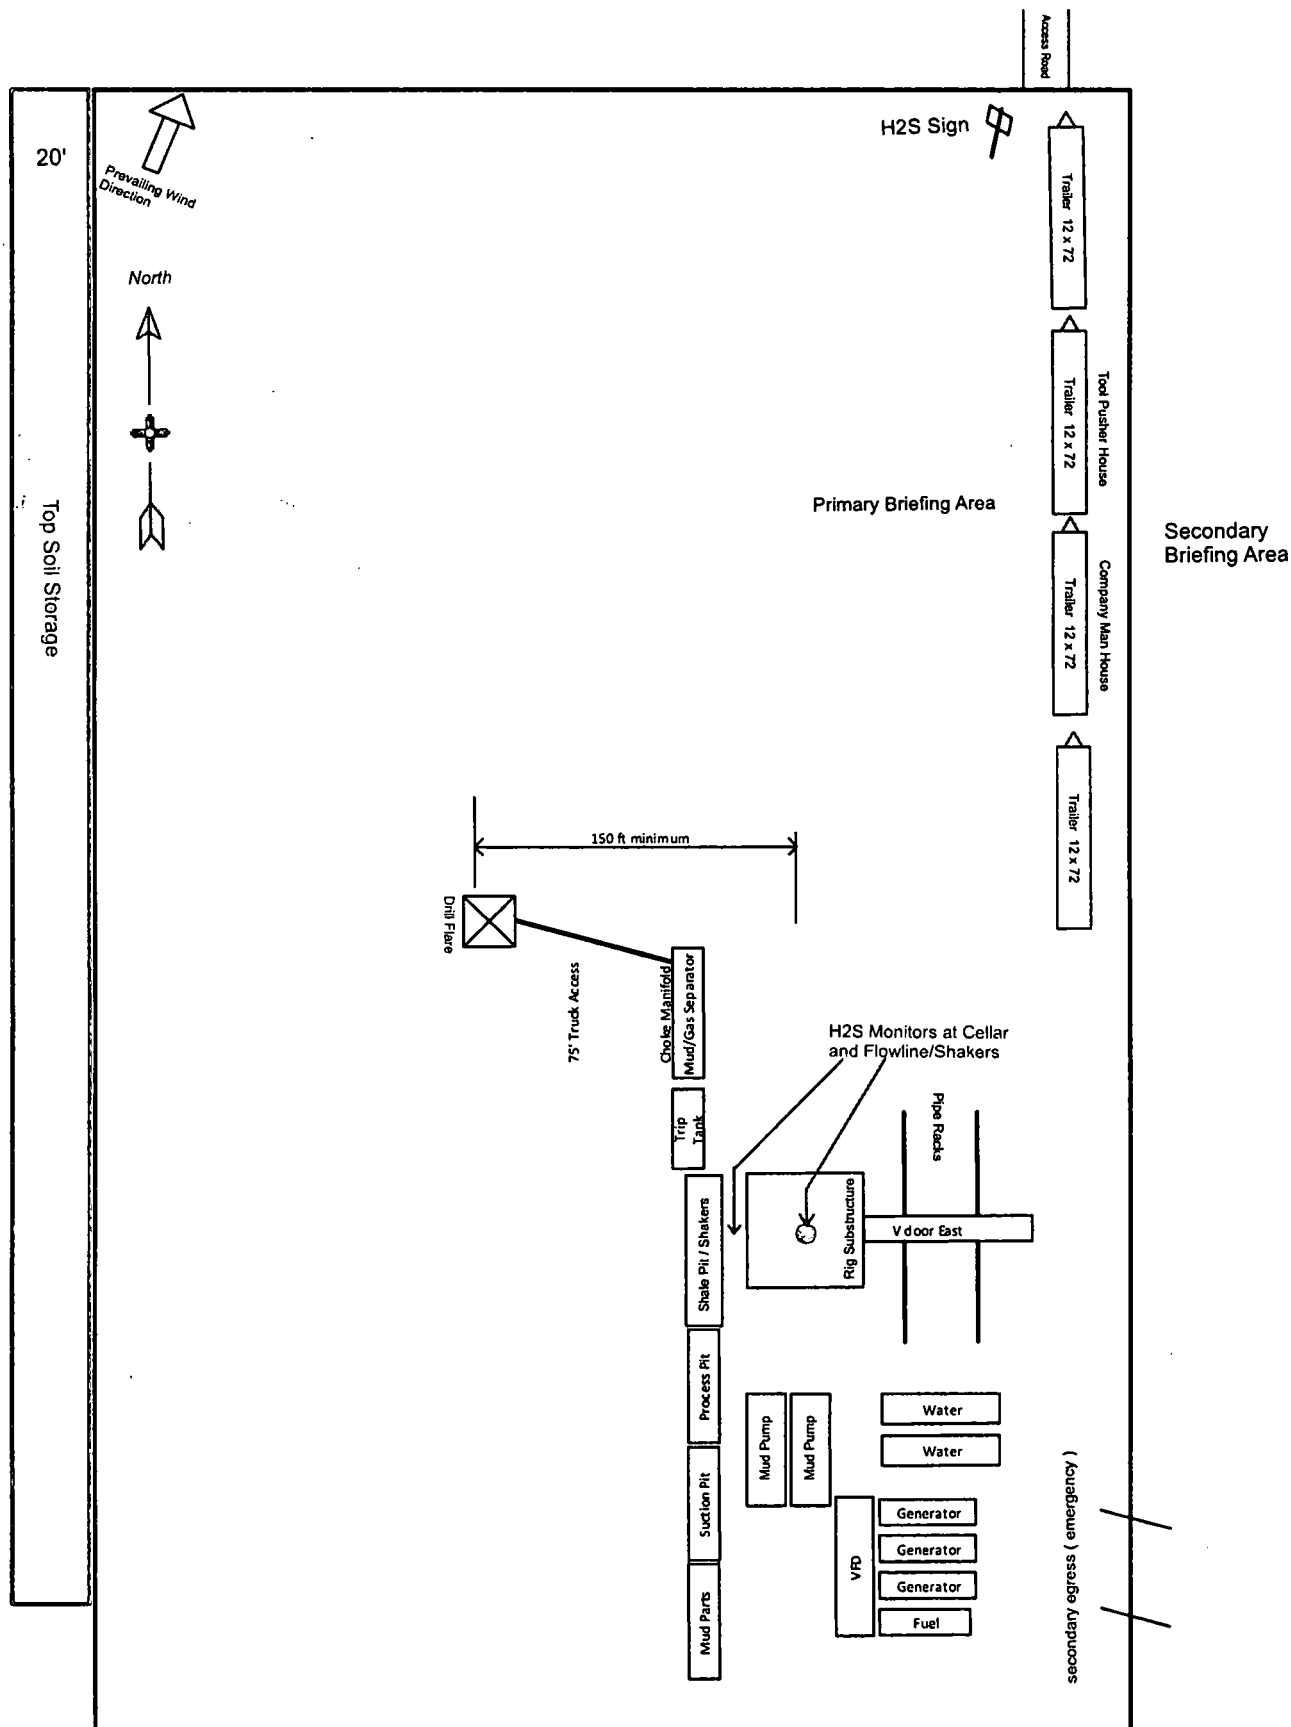 Access Road
H2S Sign
20'
Prevailing Wind
Direction
Trailer 12 x 72
North
Tool Pusher House
Trailer 12 x 72
Primary Briefing Area
Secondary
Briefing Area
Top Soil Storage
Company Man House
Trailer 12 x 72
Trailer 12 x 72
150 ft minimum
Drill Flare
75' Truck Access
Choke Manifold
Mud/Gas Separator
H2S Monitors at Cellar
and Flowline/Shakers
Trip
Tank
Pipe Racks
Shale Pit / Shakers
Rig Substructure
V door East
Process Pit
Mud Pump
Mud Pump
Water
Water
Suction Pit
VFD
Generator
Generator
Generator
Fuel
secondary egress ( emergency )
Mud Parts